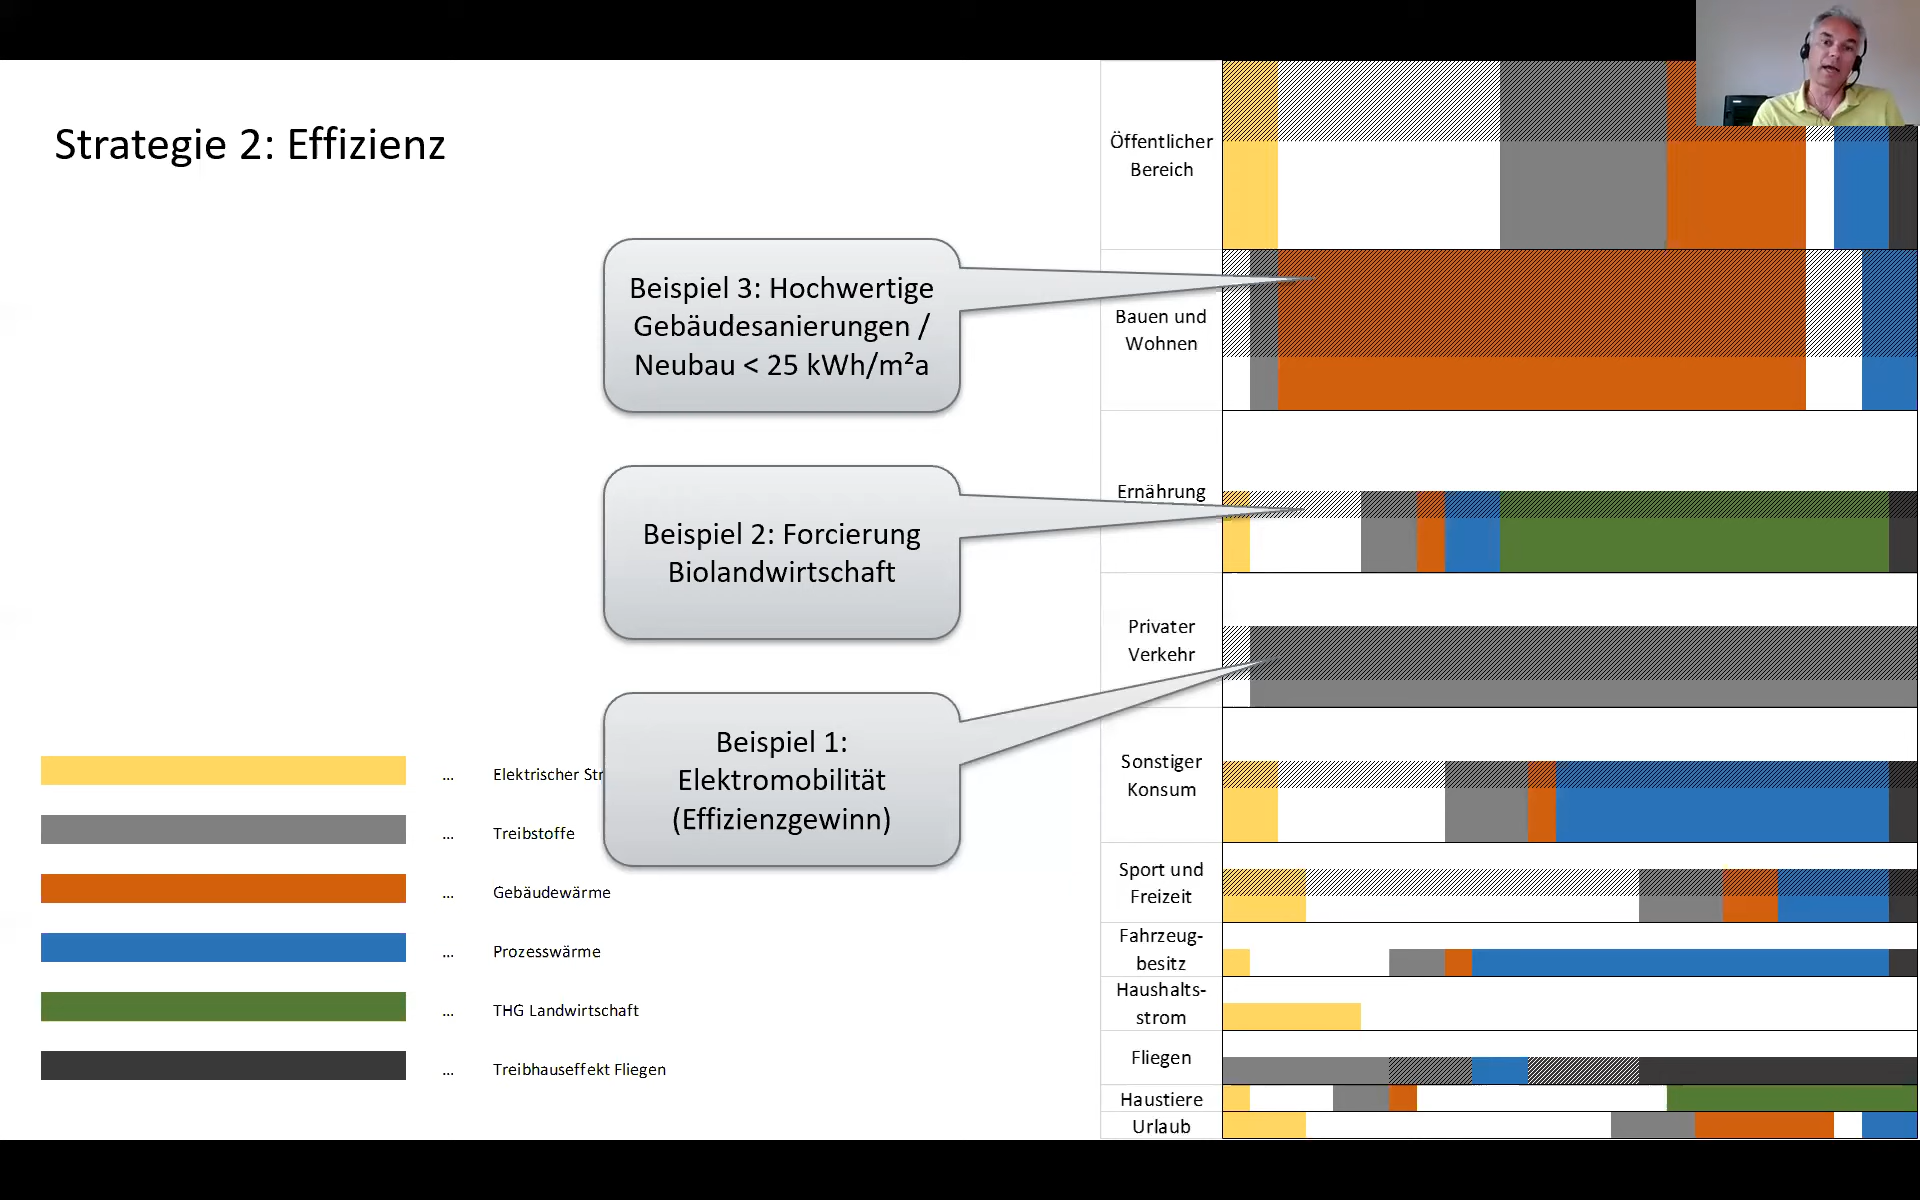 Strategie 2: Effizienz
Beispiel 3: Hochwertige
Gebäudesanierungen /
Neubau < 25 kWh/m²a
Beispiel 2: Forcierung
Biolandwirtschaft
Beispiel 1:
Elektromobilität
(Effizienzgewinn)
... Elektrischer
... Treibstoffe
... Gebäudewärme
... Prozesswärme
... THG Landwirtschaft
... Treibhauseffekt Fliegen
Öffentlicher
Bereich
Bauen und
Wohnen
Ernährung
Privater
Verkehr
Sonstiger
Konsum
Sport und
Freizeit
Fahrzeug-
besitz
Haushalts-
strom
Fliegen
Haustiere
Urlaub